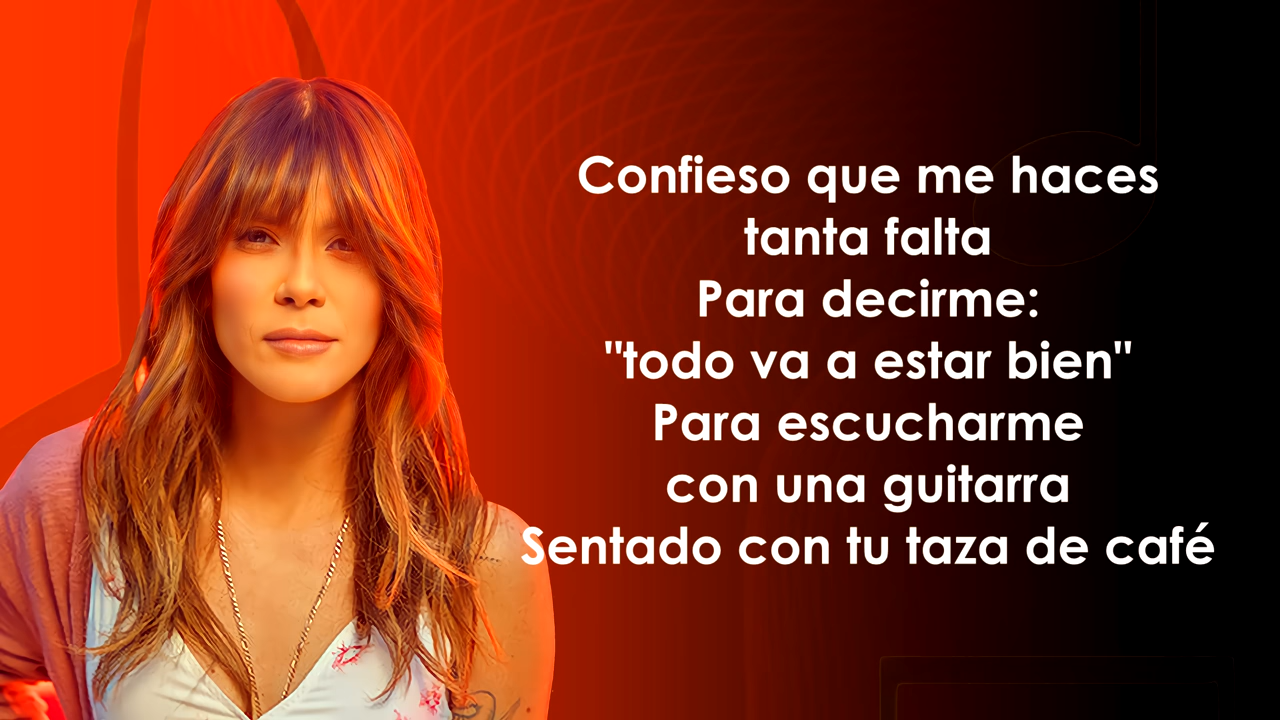 Confieso que me haces
tanta falta
Para decirme:
"todo va a estar bien"
Para escucharme
con una guitarra
Sentado con tu taza de café